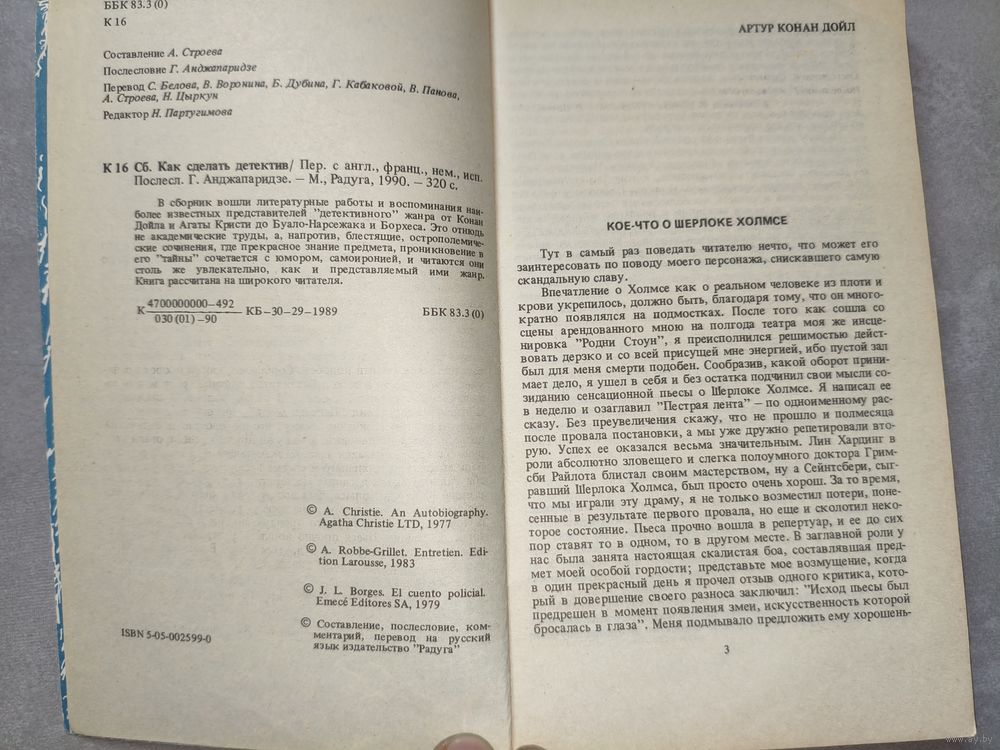 ББК 83.3 (0)
К 16
Составление А. Строева
Послесловие Г. Анджапаридзе
Перевод С. Белова, В. Воронина, Б. Дубина, Г. Кабаковой, В. Панова,
А. Строева, Н. Цыркун
Редактор Н. Партугимова
К 16 Сб. Как сделать детектив/ Пер. с англ., франц., нем., исп.
Послесл. Г. Анджапаридзе. – М., Радуга, 1990. – 320 с.
В сборник вошли литературные работы и воспоминания наи-
более известных представителей "детективного" жанра от Конан
Дойла и Агаты Кристи до Буало-Нарсежака и Борхеса. Это отнюдь
не академические труды, а, напротив, блестящие, острополемиче-
ские сочинения, где прекрасное знание предмета, проникновение в
его "тайны" сочетается с юмором, самоиронией, и читаются они
столь же увлекательно, как и представляемый ими жанр.
Книга рассчитана на широкого читателя.
К 4700000000–492
030 (01) –90
КБ–30–29–1989
ББК 83.3 (0)
© A. Christie. An Autobiography.
Agatha Christie LTD, 1977
© A. Robbe-Grillet. Entretien. Edi-
tion Larousse, 1983
© J. L. Borges. El cuento policial.
Emecé Editores SA, 1979
© Составление, послесловие, ком-
ментарий, перевод на русский
язык издательство "Радуга"
ISBN 5-05-002599-0
АРТУР КОНАН ДОЙЛ
КОЕ-ЧТО О ШЕРЛОКЕ ХОЛМСЕ
Тут в самый раз поведать читателю нечто, что может его
заинтересовать по поводу моего персонажа, снискавшего самую
скандальную славу.
Впечатление о Холмсе как о реальном человеке из плоти и
крови укрепилось, должно быть, благодаря тому, что он много-
кратно появлялся на подмостках. После того как сошла со
сцены арендованного мною на полгода театра моя же инсце-
нировка "Родни Стоун", я преисполнился решимостью дейст-
вовать дерзко и со всей присущей мне энергией, ибо пустой зал
был для меня смерти подобен. Сообразив, какой оборот прини-
мает дело, я ушел в себя и без остатка подчинил свои мысли со-
зиданию сенсационной пьесы о Шерлоке Холмсе. Я написал ее
в неделю и озаглавил "Пестрая лента" – по одноименному рас-
сказу. Без преувеличения скажу, что не прошло и полмесяца
после провала постановки, а мы уже дружно репетировали вто-
рую. Успех ее оказался весьма значительным. Лин Хардинг в
роли абсолютно зловещего и слегка полоумного доктора Грим-
сби Райлота блистал своим мастерством, ну а Сейнтсбери, сыг-
равший Шерлока Холмса, был просто очень хорош. За то время,
что мы играли эту драму, я не только возместил потери, поне-
сенные в результате первого провала, но еще и сколотил неко-
торое состояние. Пьеса прочно вошла в репертуар, и ее до сих
пор ставят то в одном, то в другом месте. В заглавной роли у
нас была занята настоящая скалистая боа, составлявшая пред-
мет моей особой гордости; представьте мое возмущение, когда
в один прекрасный день я прочел отзыв одного критика, кото-
рый в довершение своего разноса заключил: "Исход пьесы был
предрешен в момент появления змеи, искусственность которой
бросалась в глаза". Меня подмывало предложить ему хорошень-
3
www.ay.by